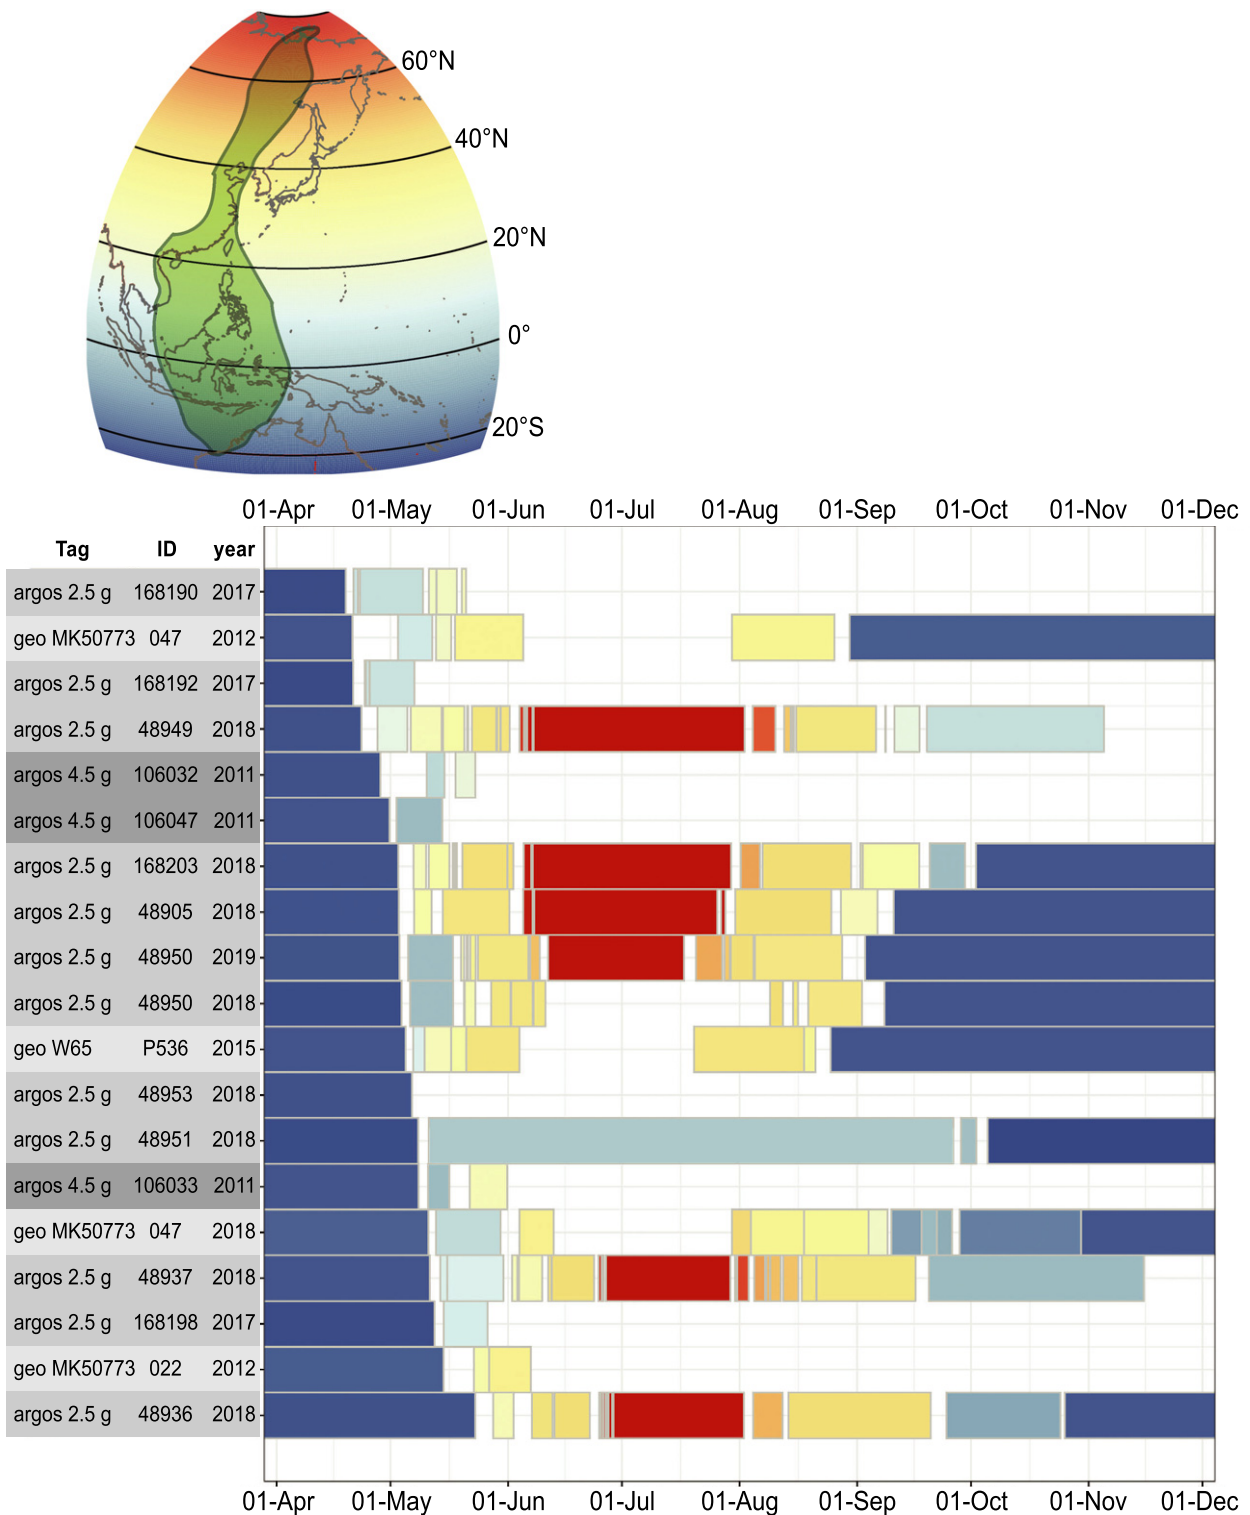 60°N
40°N
20°N
0°
20°S
01-Apr 01-May 01-Jun 01-Jul 01-Aug 01-Sep 01-Oct 01-Nov 01-Dec
Tag ID year
argos 2.5 g 168190 2017
geo MK50773 047 2012
argos 2.5 g 168192 2017
argos 2.5 g 48949 2018
argos 4.5 g 106032 2011
argos 4.5 g 106047 2011
argos 2.5 g 168203 2018
argos 2.5 g 48905 2018
argos 2.5 g 48950 2019
argos 2.5 g 48950 2018
geo W65 P536 2015
argos 2.5 g 48953 2018
argos 2.5 g 48951 2018
argos 4.5 g 106033 2011
geo MK50773 047 2018
argos 2.5 g 48937 2018
argos 2.5 g 168198 2017
geo MK50773 022 2012
argos 2.5 g 48936 2018
01-Apr 01-May 01-Jun 01-Jul 01-Aug 01-Sep 01-Oct 01-Nov 01-Dec